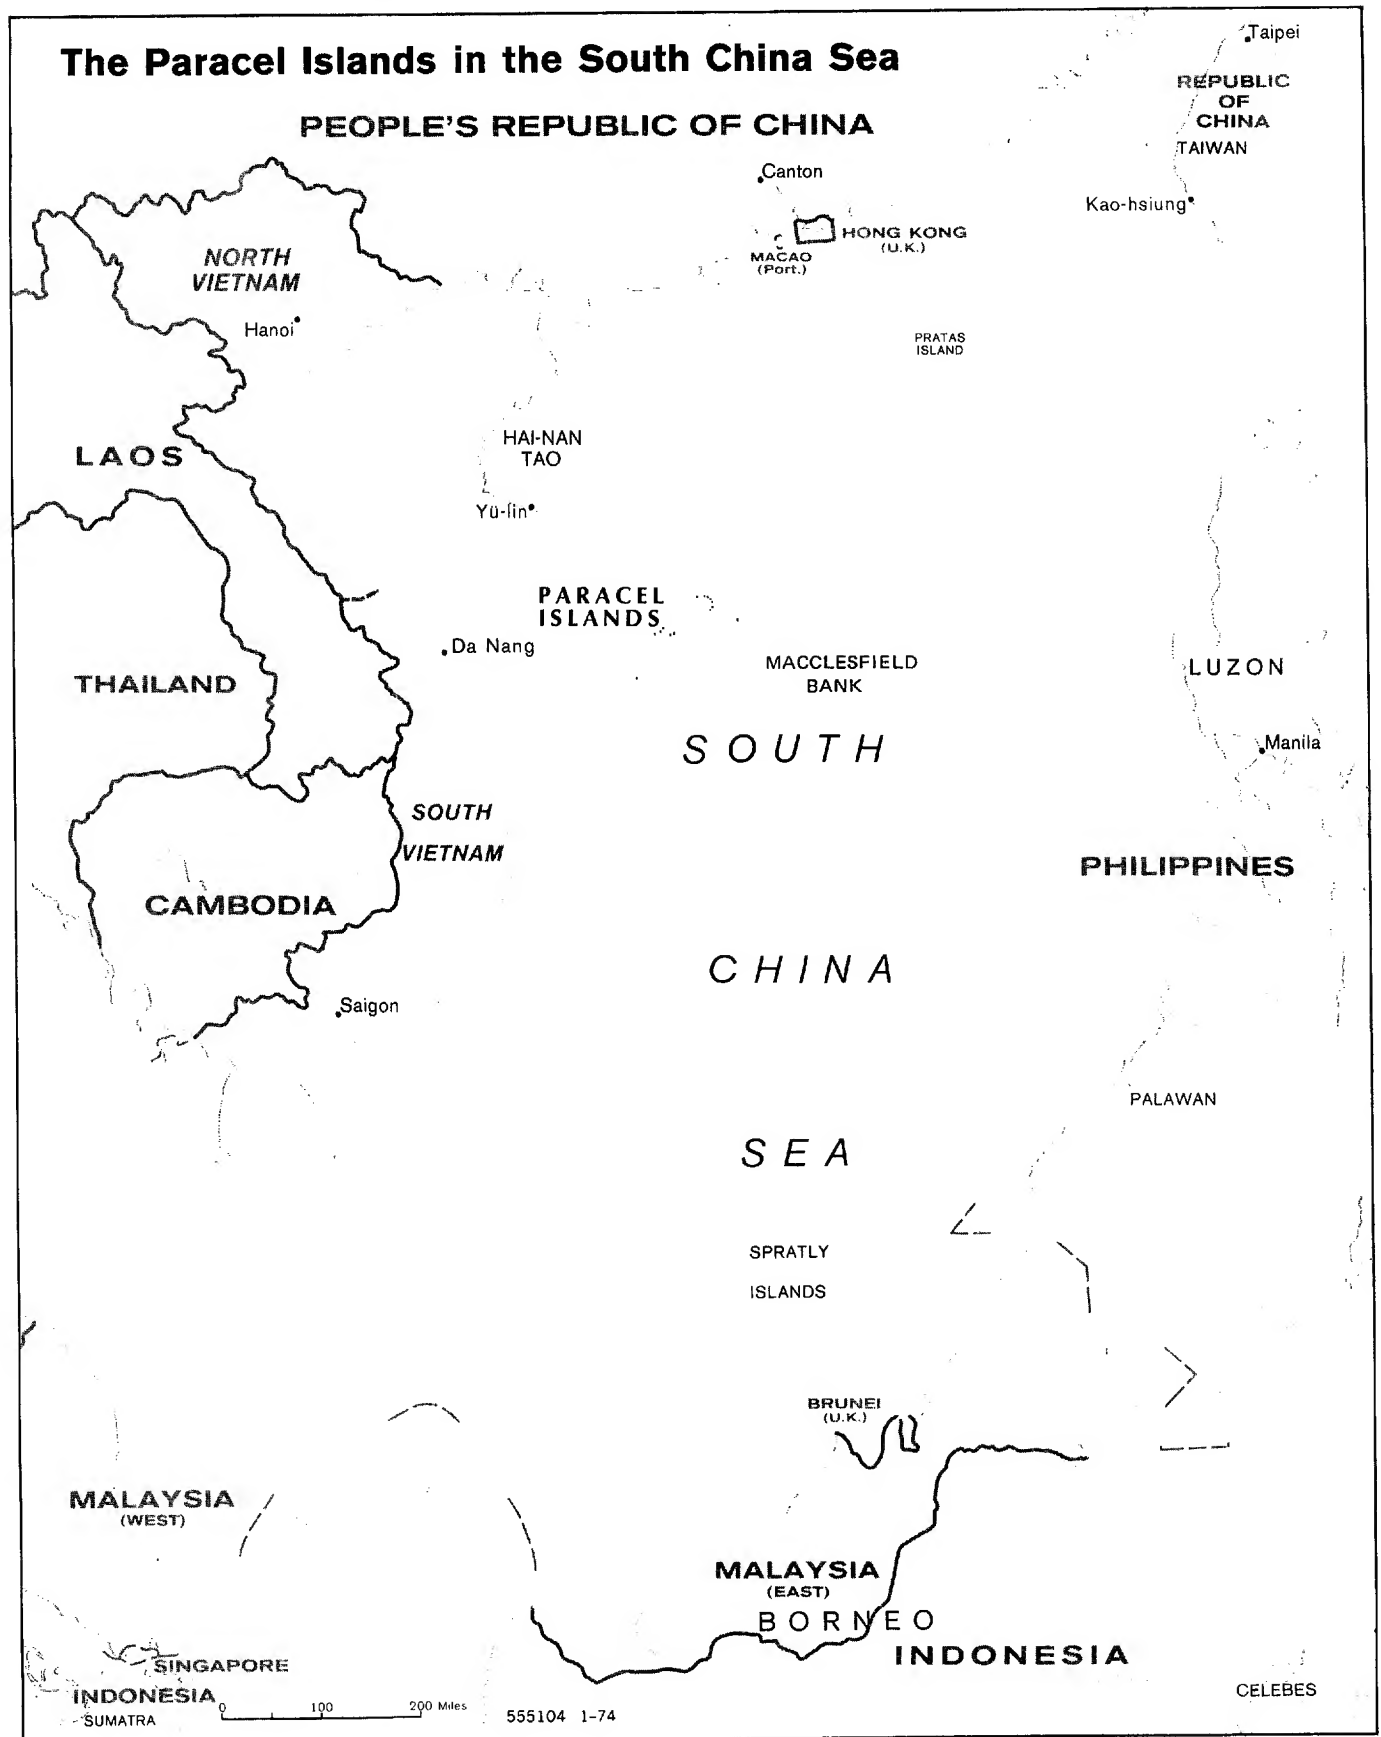 The Paracel Islands in the South China Sea
Taipei
REPUBLIC
OF
CHINA
TAIWAN
PEOPLE'S REPUBLIC OF CHINA
Canton
Kao-hsiung
HONG KONG
(U.K.)
MACAO
(Port.)
NORTH
VIETNAM
Hanoi
PRATAS
ISLAND
HAI-NAN
TAO
LAOS
Yü-lin
PARACEL
ISLANDS
Da Nang
MACCLESFIELD
BANK
LUZON
THAILAND
SOUTH
Manila
SOUTH
VIETNAM
PHILIPPINES
CAMBODIA
CHINA
Saigon
PALAWAN
SEA
SPRATLY
ISLANDS
BRUNEI
(U.K.)
MALAYSIA
(WEST)
MALAYSIA
(EAST)
BORNEO
INDONESIA
SINGAPORE
INDONESIA
SUMATRA
0 100 200 Miles
555104 1-74
CELEBES